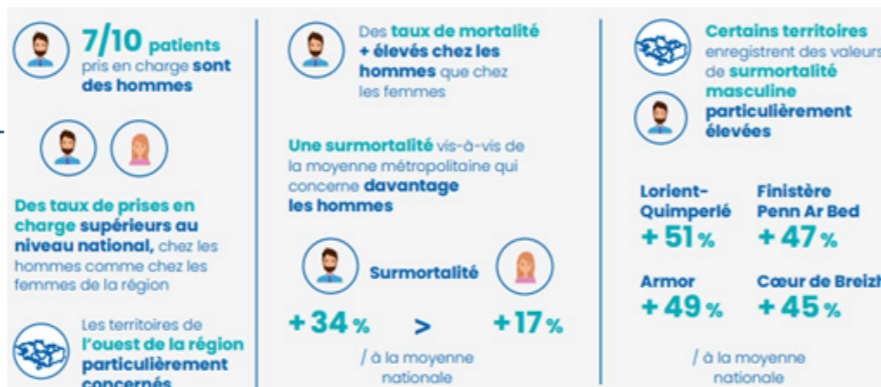 7/10 patients
pris en charge sont
des hommes
Des taux de prises en
charge supérieurs au
niveau national, chez les
hommes comme chez les
femmes de la région
Les territoires de
l'ouest de la région
particulièrement
concernés
Des taux de mortalité
+ élevés chez les
hommes que chez
les femmes
Une surmortalité vis-à-vis de
la moyenne métropolitaine qui
concerne davantage
les hommes
Surmortalité
+34 % > +17 %
/ à la moyenne
nationale
Certains territoires
enregistrent des valeurs
de surmortalité
masculine
particulièrement
élevées
Lorient-
Quimperlé
+ 51 %
Finistère
Penn Ar Bed
+ 47 %
Armor
+ 49 %
Cœur de Breizh
+ 45 %
/ à la moyenne
nationale